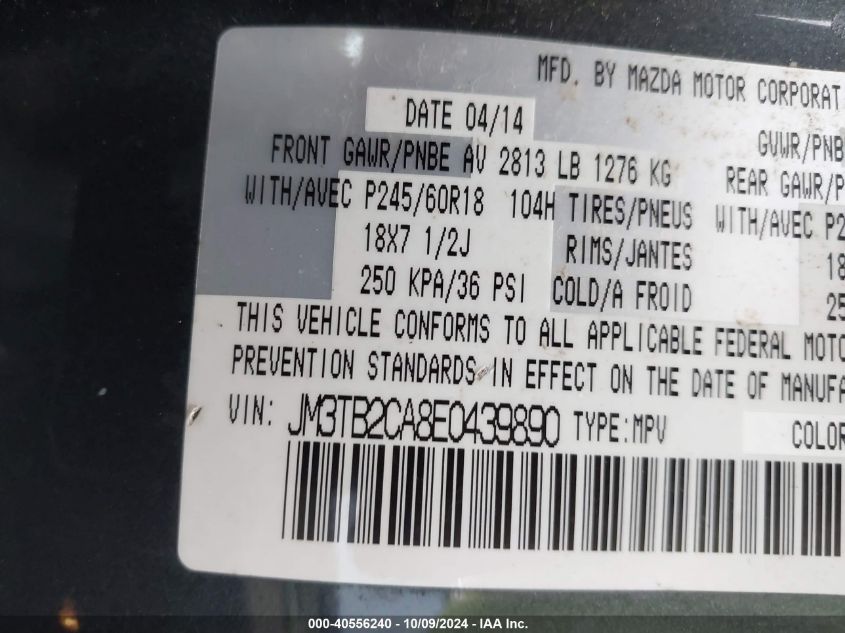 MFD. BY MAZDA MOTOR CORPORAT
DATE 04/14
GVWR/PNB
FRONT GAWR/PNBE AV 2813 LB 1276 KG
REAR GAWR/P
WITH/AVEC P245/60R18 104H TIRES/PNEUS WITH/AVEC P2
18X7 1/2J RIMS/JANTES 18
250 KPA/36 PSI COLD/A FROID 25
THIS VEHICLE CONFORMS TO ALL APPLICABLE FEDERAL MOTO
PREVENTION STANDARDS IN EFFECT ON THE DATE OF MANUFA
VIN: JM3TB2CA8E0439890 TYPE:MPV COLOR
000-40556240 - 10/09/2024 - IAA Inc.